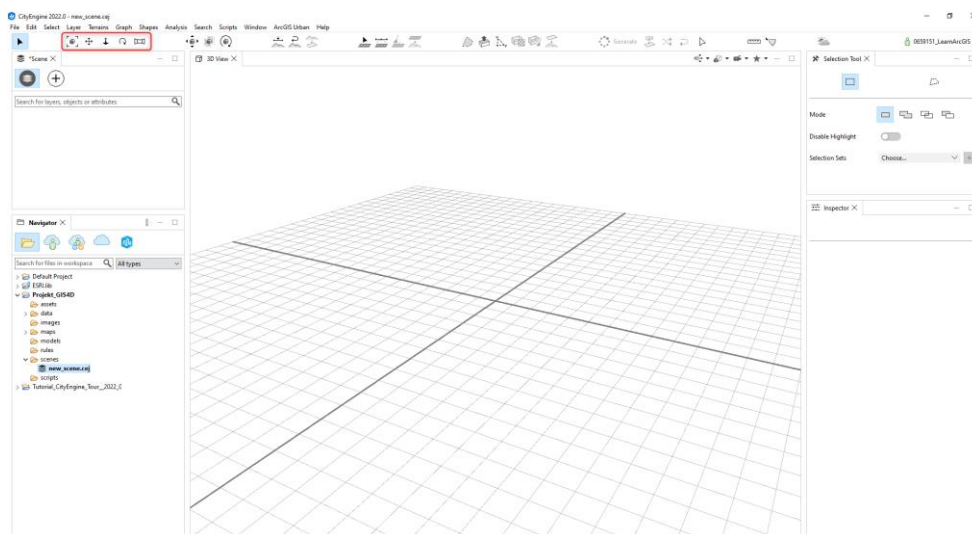 CityEngine 2022.0 - new_scene.cej
File Edit Select Layer Terrains Graph Shapes Analysis Search Scripts Window ArcGIS Urban Help
Generate
0659151_LearnArcGIS
*Scene
Search for layers, objects or attributes
3D View
Selection Tool
Mode
Disable Highlight
Selection Sets Choose...
Inspector
Navigator
Search for files in workspace All types
Default Project
ESRI.lib
Projekt_GIS4D
assets
data
images
maps
models
rules
scenes
new_scene.cej
scripts
Tutorial_CityEngine_Tour__2022_0